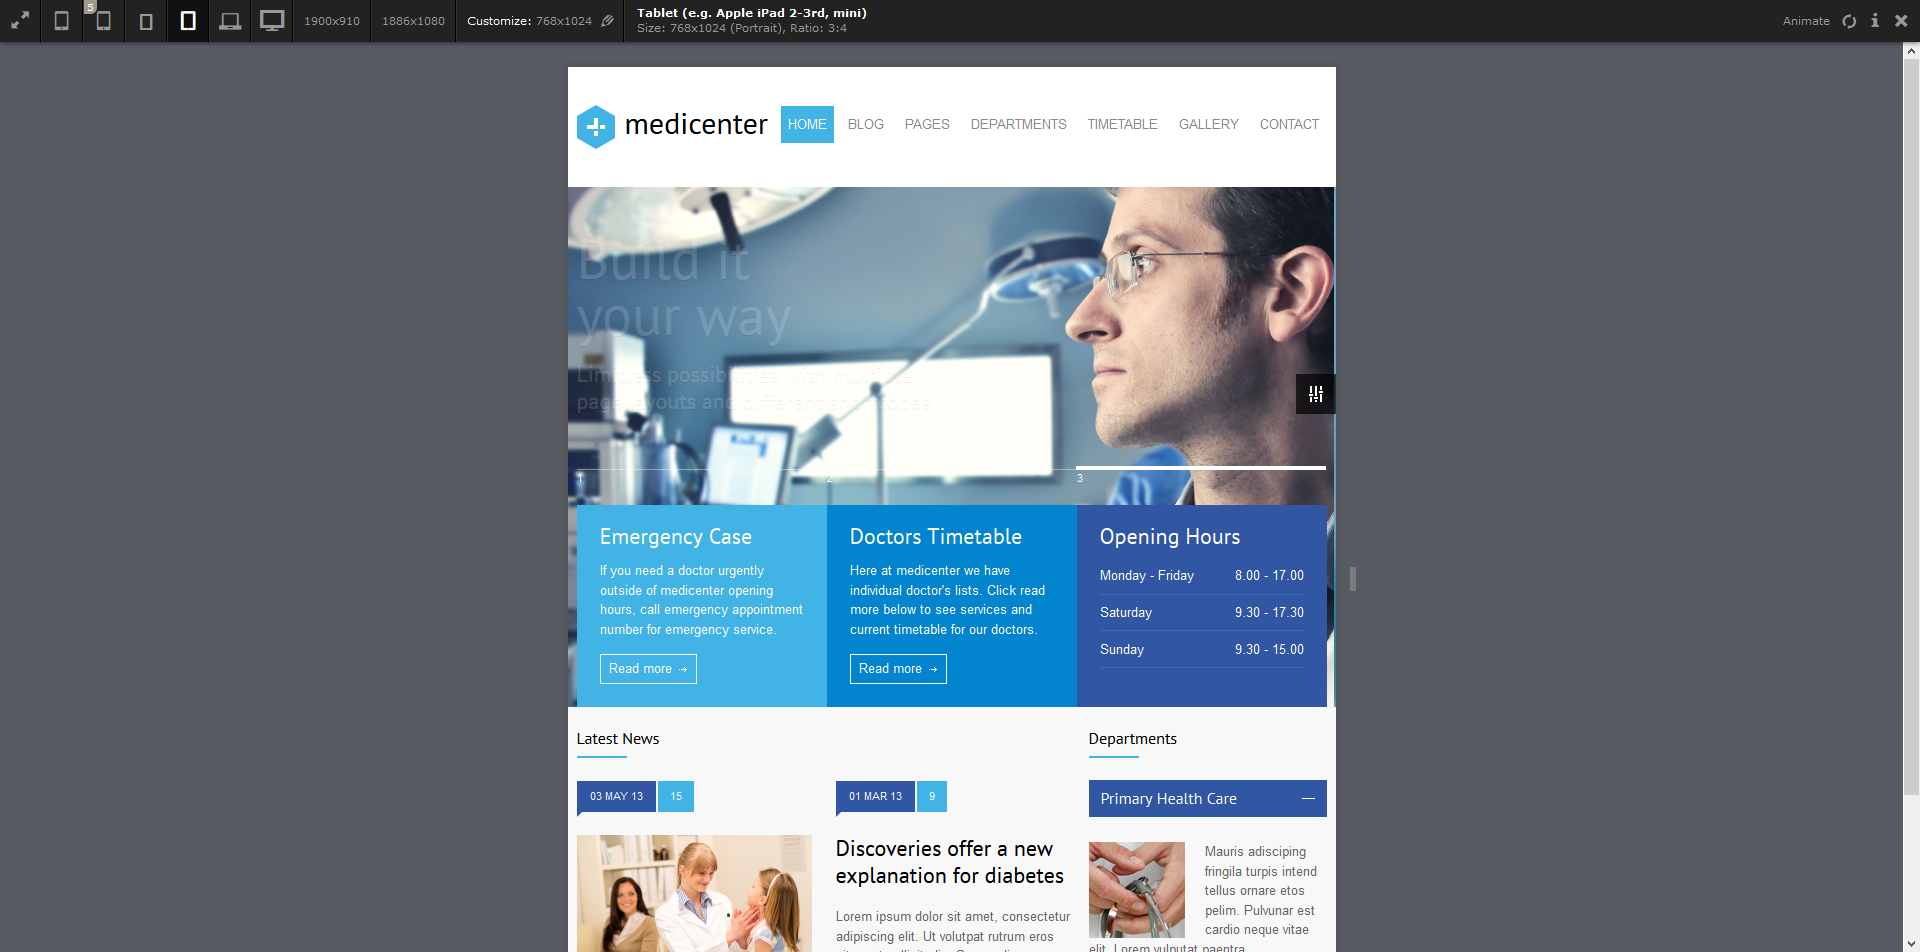 5
1900x910
1886x1080
Customize: 768x1024
Tablet (e.g. Apple iPad 2-3rd, mini)
Size: 768x1024 (Portrait), Ratio: 3:4
Animate
medicenter
HOME
BLOG
PAGES
DEPARTMENTS
TIMETABLE
GALLERY
CONTACT
Build it
your way
Limitless possibilities with multiple
page layouts and different shortcodes
1
2
3
Emergency Case
If you need a doctor urgently
outside of medicenter opening
hours, call emergency appointment
number for emergency service.
Read more →
Doctors Timetable
Here at medicenter we have
individual doctor's lists. Click read
more below to see services and
current timetable for our doctors.
Read more →
Opening Hours
Monday - Friday 8.00 - 17.00
Saturday 9.30 - 17.30
Sunday 9.30 - 15.00
Latest News
03 MAY 13
15
01 MAR 13
9
Discoveries offer a new
explanation for diabetes
Lorem ipsum dolor sit amet, consectetur
adipiscing elit. Ut volutpat rutrum eros
Departments
Primary Health Care —
Mauris adisciping
fringila turpis intend
tellus ornare etos
pelim. Pulvunar est
cardio neque vitae
elit. Lorem vulputat paentra